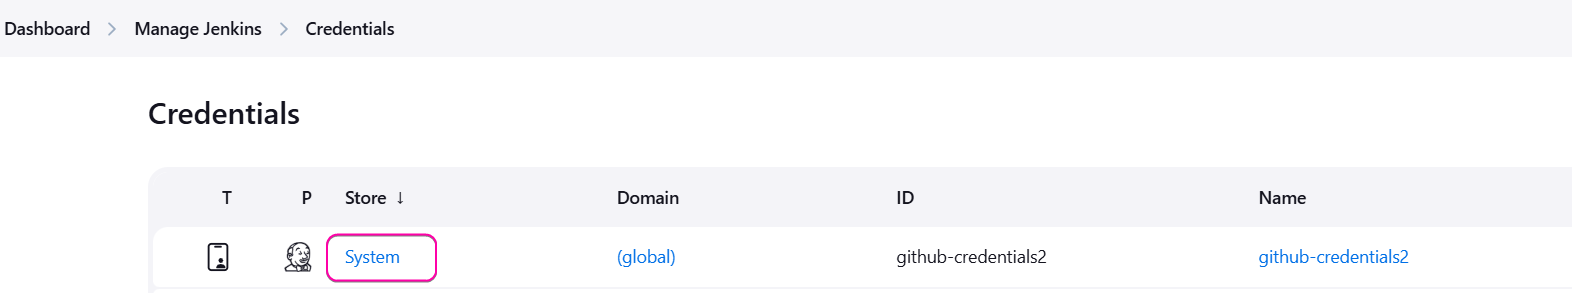 Dashboard > Manage Jenkins > Credentials
Credentials
T P Store ↓ Domain ID Name
System (global) github-credentials2 github-credentials2